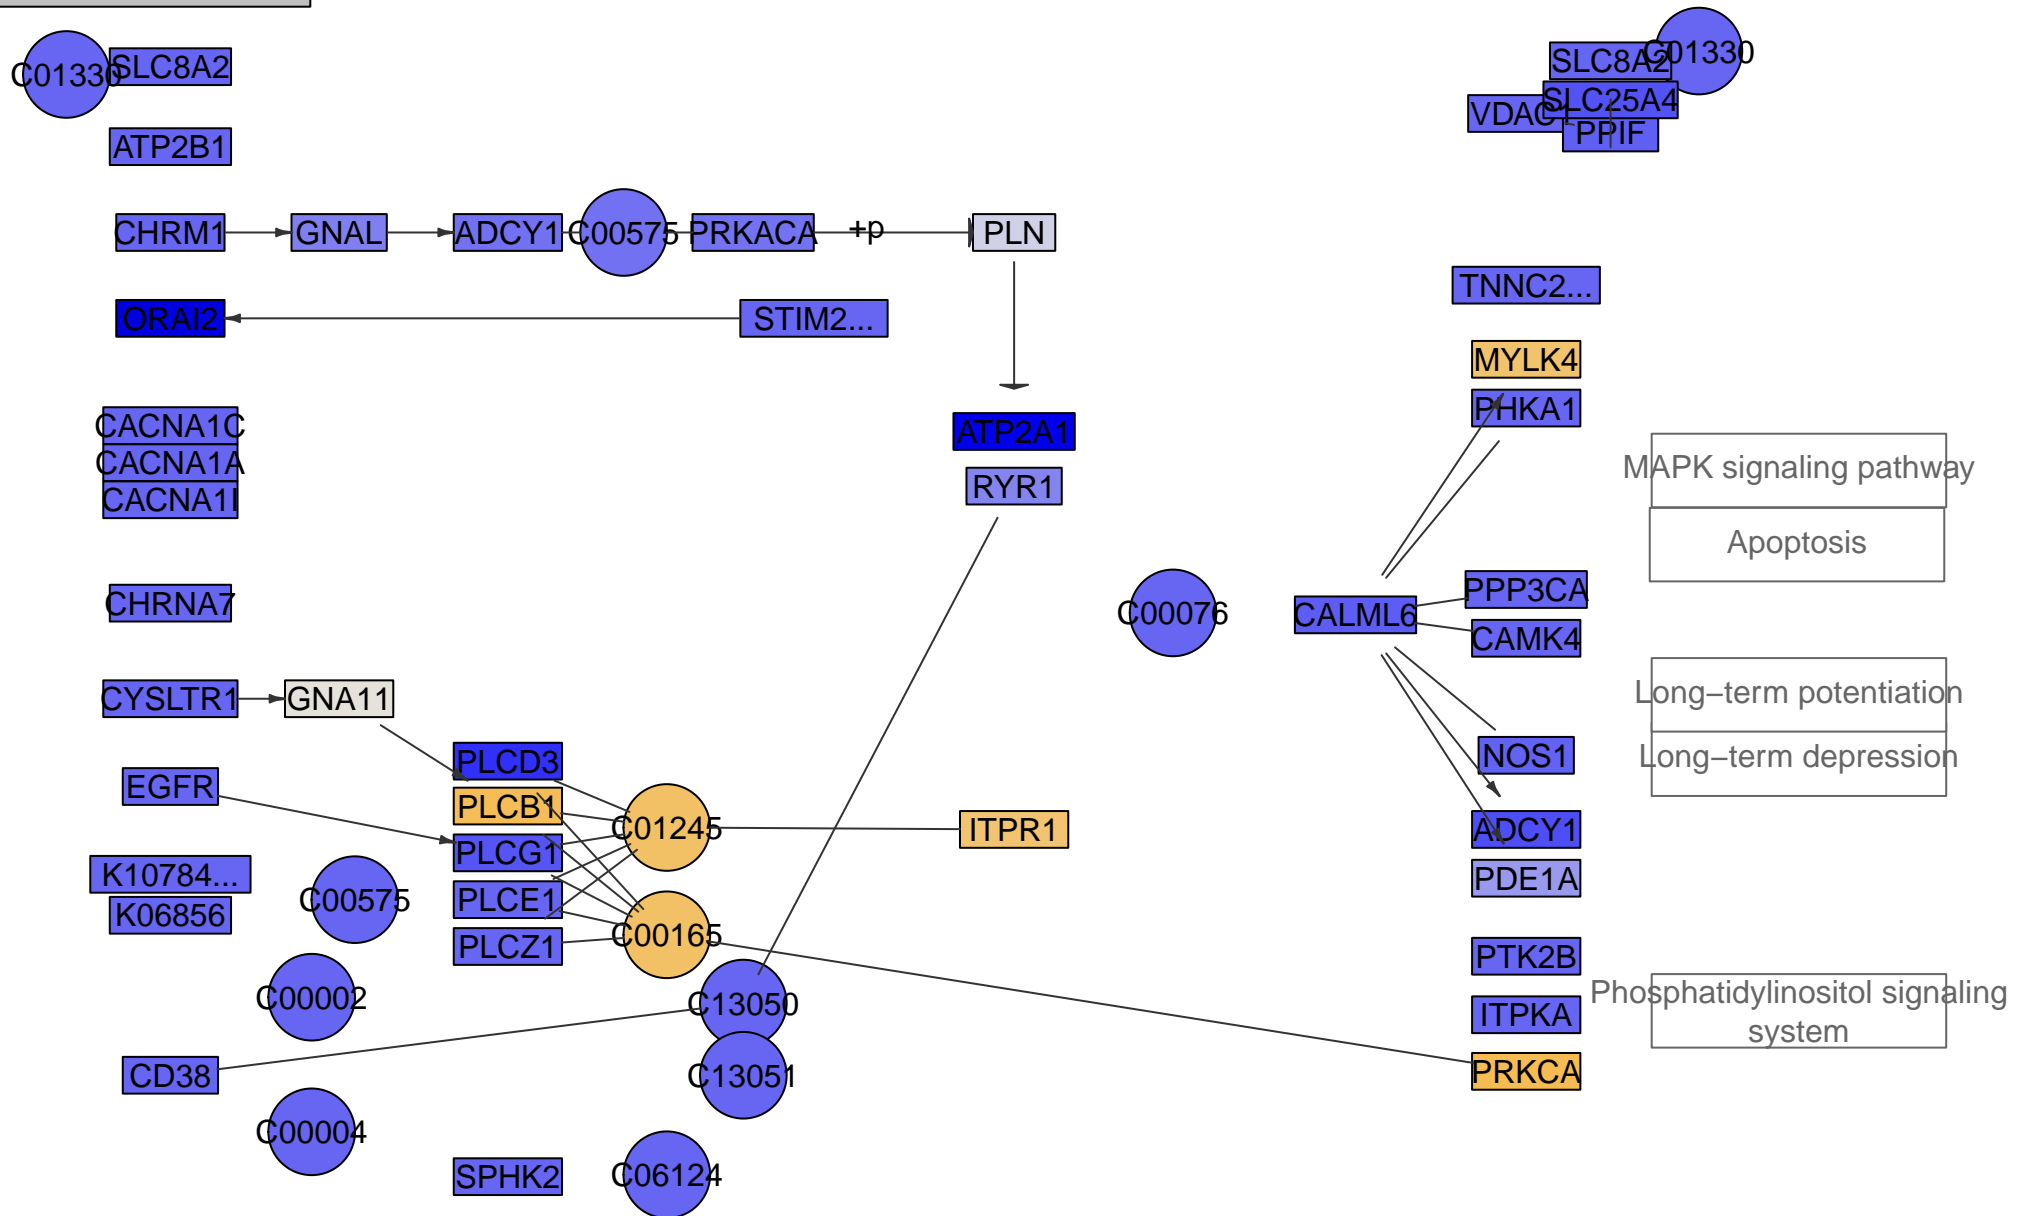 C01330
SLC8A2
SLC8A2
C01330
SLC25A4
VDAC1
PPIF
ATP2B1
CHRM1
GNAL
ADCY1
C00575
PRKACA
+p
PLN
TNNC2...
ORAI2
STIM2...
MYLK4
PHKA1
CACNA1C
CACNA1A
CACNA1I
ATP2A1
RYR1
MAPK signaling pathway
Apoptosis
CHRNA7
C00076
CALML6
PPP3CA
CAMK4
CYSLTR1
GNA11
Long–term potentiation
NOS1
Long–term depression
PLCD3
EGFR
PLCB1
C01245
ITPR1
ADCY1
PLCG1
K10784...
C00575
PLCE1
PDE1A
K06856
PLCZ1
C00165
PTK2B
C00002
C13050
ITPKA
Phosphatidylinositol signaling
system
CD38
C13051
PRKCA
C00004
SPHK2
C06124